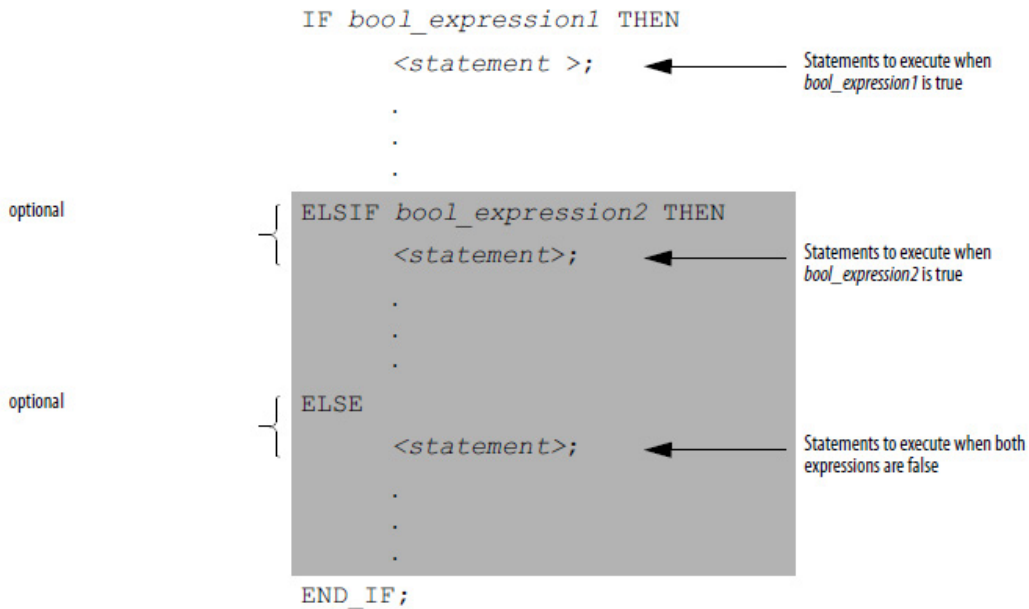 IF bool_expression1 THEN
<statement >;
Statements to execute when
bool_expression1 is true
.
.
.
optional
ELSIF bool_expression2 THEN
<statement>;
Statements to execute when
bool_expression2 is true
.
.
.
optional
ELSE
<statement>;
Statements to execute when both
expressions are false
.
.
.
END_IF;